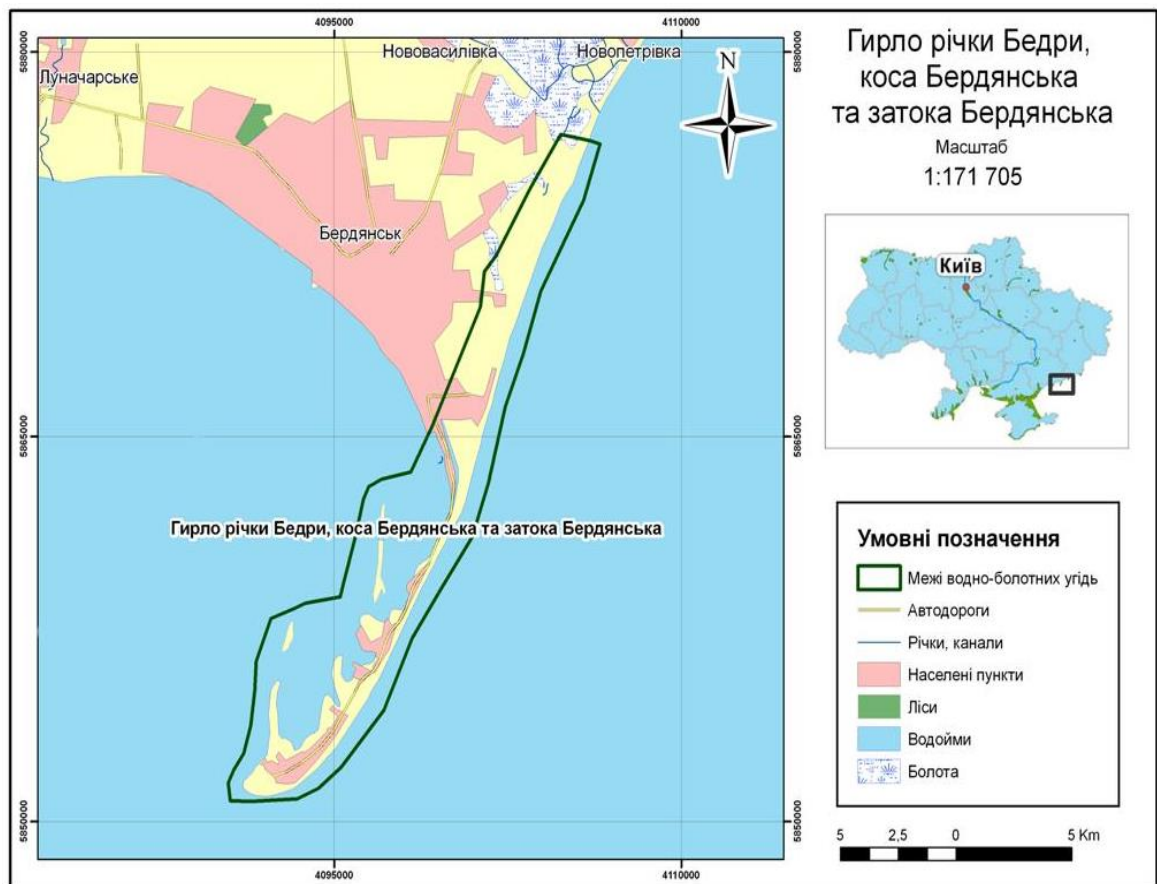 4095000
4110000
5880000
5880000
Нововасилівка
Новопетрівка
Луначарське
N
Бердянськ
5865000
5865000
Гирло річки Бедри, коса Бердянська та затока Бердянська
5850000
5850000
4095000
4110000
Гирло річки Бедри,
коса Бердянська
та затока Бердянська
Масштаб
1:171 705
Київ
Умовні позначення
Межі водно-болотних угідь
Автодороги
Річки, канали
Населені пункти
Ліси
Водойми
Болота
5 2,5 0 5 Km